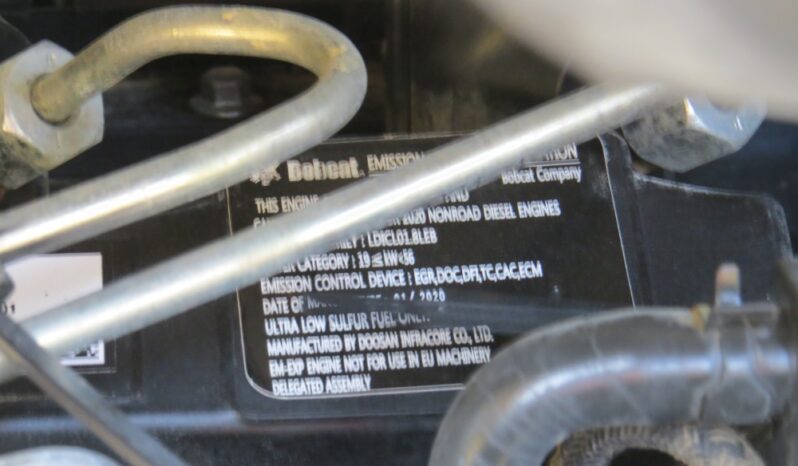 Bobcat. EMISSION
Bobcat Company
THIS ENGINE AND
2020 NONROAD DIESEL ENGINES
: LDICL01.8LEB
CATEGORY : 19 ≤ kW<56
EMISSION CONTROL DEVICE : EGR,DOC,DFI,TC,CAC,ECM
DATE OF 01 / 2020
ULTRA LOW SULFUR FUEL ONLY
MANUFACTURED BY DOOSAN INFRACORE CO., LTD.
EM-EXP ENGINE NOT FOR USE IN EU MACHINERY
DELEGATED ASSEMBLY